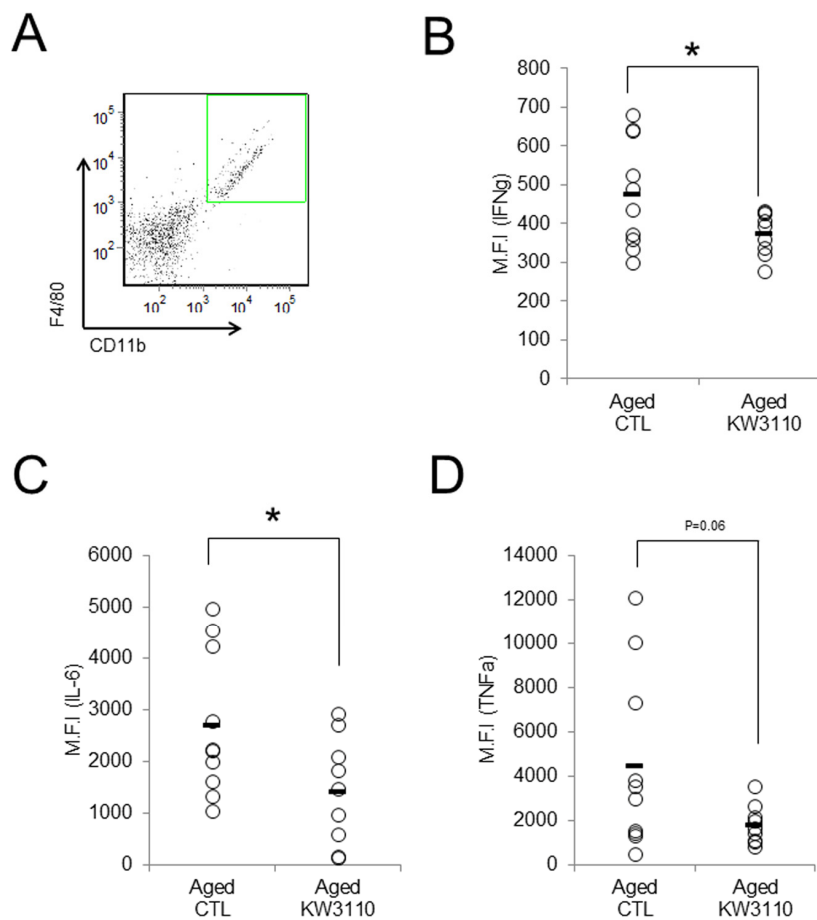 A
10^5
10^4
10^3
10^2
10^2 10^3 10^4 10^5
F4/80
CD11b
B
*
800
700
600
500
400
300
200
100
0
M.F.I (IFNg)
Aged
CTL
Aged
KW3110
C
*
6000
5000
4000
3000
2000
1000
0
M.F.I (IL-6)
Aged
CTL
Aged
KW3110
D
P=0.06
14000
12000
10000
8000
6000
4000
2000
0
M.F.I (TNFa)
Aged
CTL
Aged
KW3110